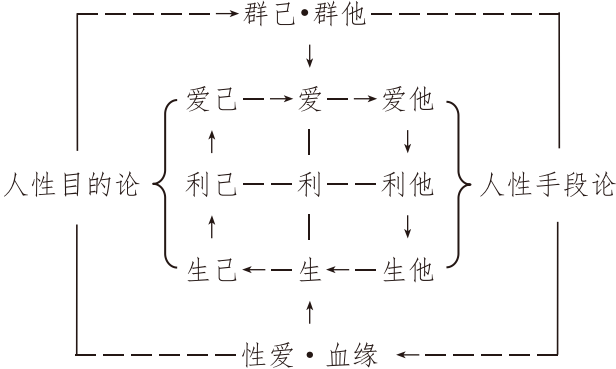 群己•群他
爱己 爱 爱他
人性目的论 利己 利 利他 人性手段论
生己 生 生他
性爱•血缘